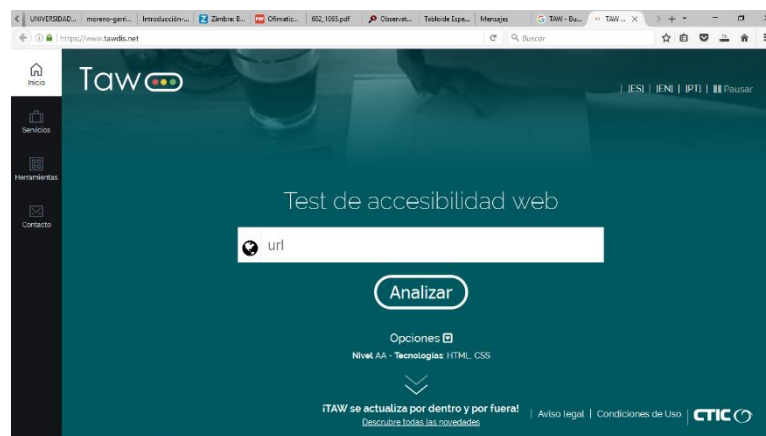 UNIVERSIDAD... moreno-garri... Introducción-... Zimbra: B... Ofimatic... 602_1065.pdf Observat... Tabloide Espe... Mensajes TAW - Bu... TAW ...
https://www.tawdis.net
Buscar
Inicio
Taw
[ES] | [EN] | [PT] | Pausar
Servicios
Herramientas
Contacto
Test de accesibilidad web
url
Analizar
Opciones
Nivel: AA - Tecnologías: HTML, CSS
¡TAW se actualiza por dentro y por fuera!
Descrubre todas las novedades
| Aviso legal | Condiciones de Uso | CTIC